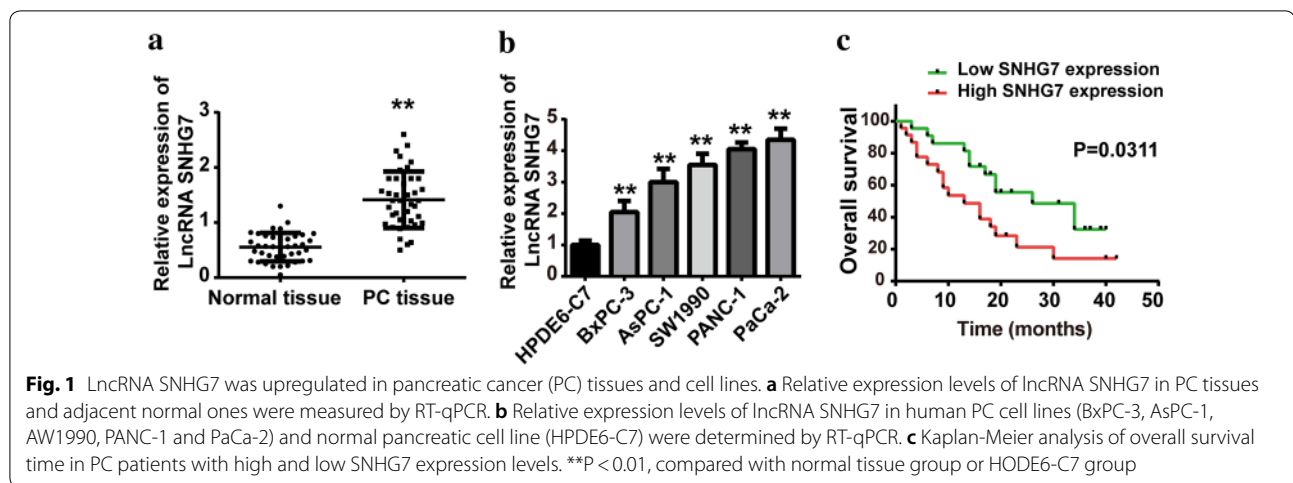 a
Relative expression of
LncRNA SNHG7
3
2
1
0
**
Normal tissue
PC tissue
b
Relative expression of
LncRNA SNHG7
5
4
3
2
1
0
**
**
**
**
**
HPDE6-C7
BxPC-3
AsPC-1
SW1990
PANC-1
PaCa-2
c
Low SNHG7 expression
High SNHG7 expression
Overall survival
100
80
60
40
20
0
P=0.0311
0 10 20 30 40 50
Time (months)
Fig. 1 LncRNA SNHG7 was upregulated in pancreatic cancer (PC) tissues and cell lines. a Relative expression levels of lncRNA SNHG7 in PC tissues
and adjacent normal ones were measured by RT-qPCR. b Relative expression levels of lncRNA SNHG7 in human PC cell lines (BxPC-3, AsPC-1,
AW1990, PANC-1 and PaCa-2) and normal pancreatic cell line (HPDE6-C7) were determined by RT-qPCR. c Kaplan-Meier analysis of overall survival
time in PC patients with high and low SNHG7 expression levels. **P < 0.01, compared with normal tissue group or HODE6-C7 group